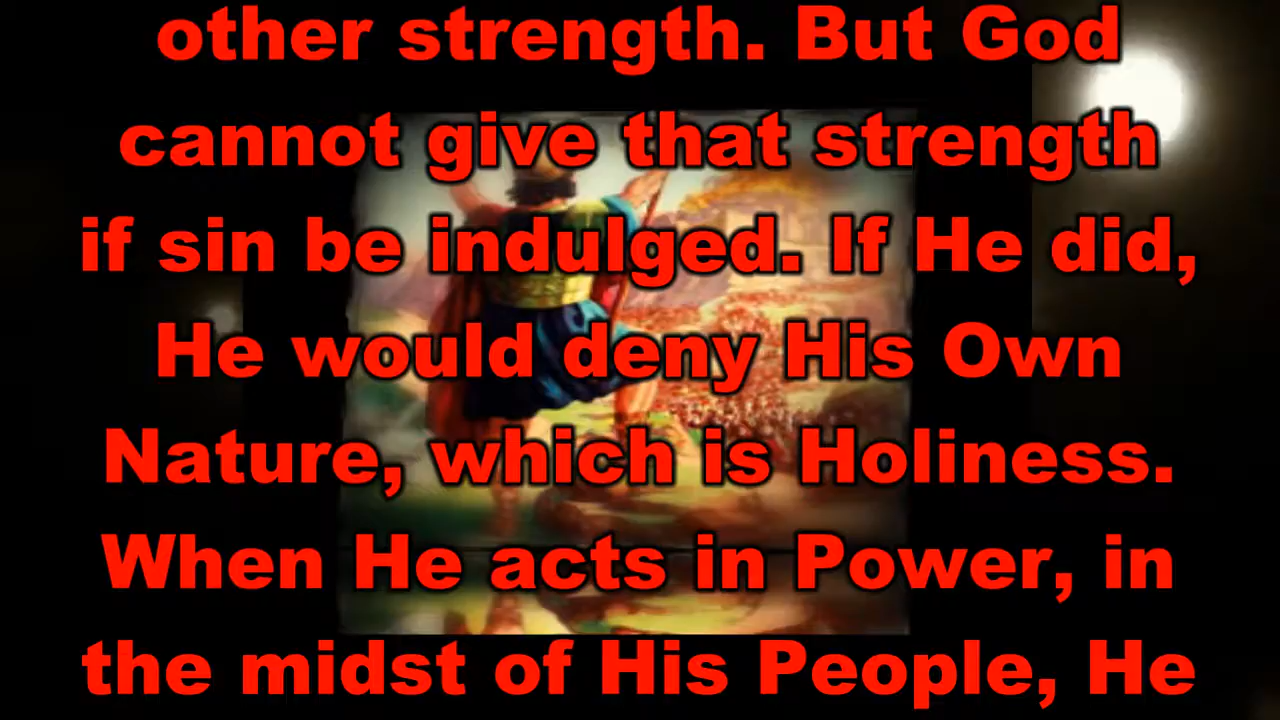 other strength. But God
cannot give that strength
if sin be indulged. If He did,
He would deny His Own
Nature, which is Holiness.
When He acts in Power, in
the midst of His People, He